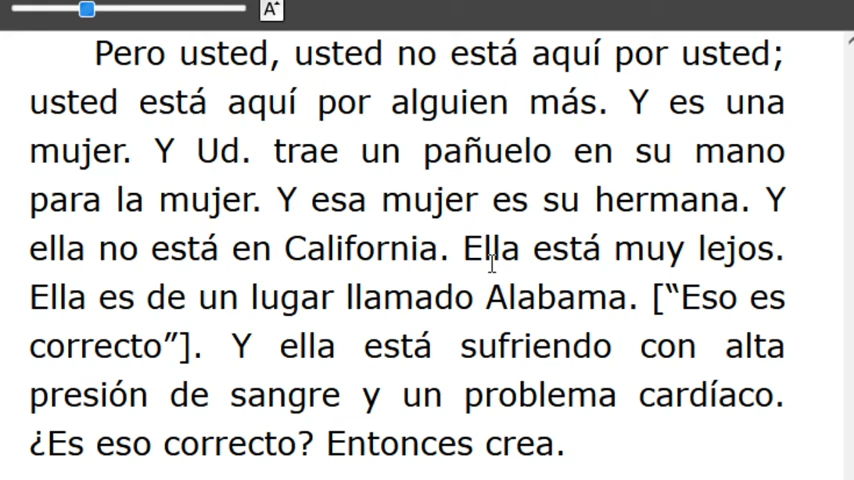 A
Pero usted, usted no está aquí por usted;
usted está aquí por alguien más. Y es una
mujer. Y Ud. trae un pañuelo en su mano
para la mujer. Y esa mujer es su hermana. Y
ella no está en California. Ella está muy lejos.
Ella es de un lugar llamado Alabama. [“Eso es
correcto”]. Y ella está sufriendo con alta
presión de sangre y un problema cardíaco.
¿Es eso correcto? Entonces crea.